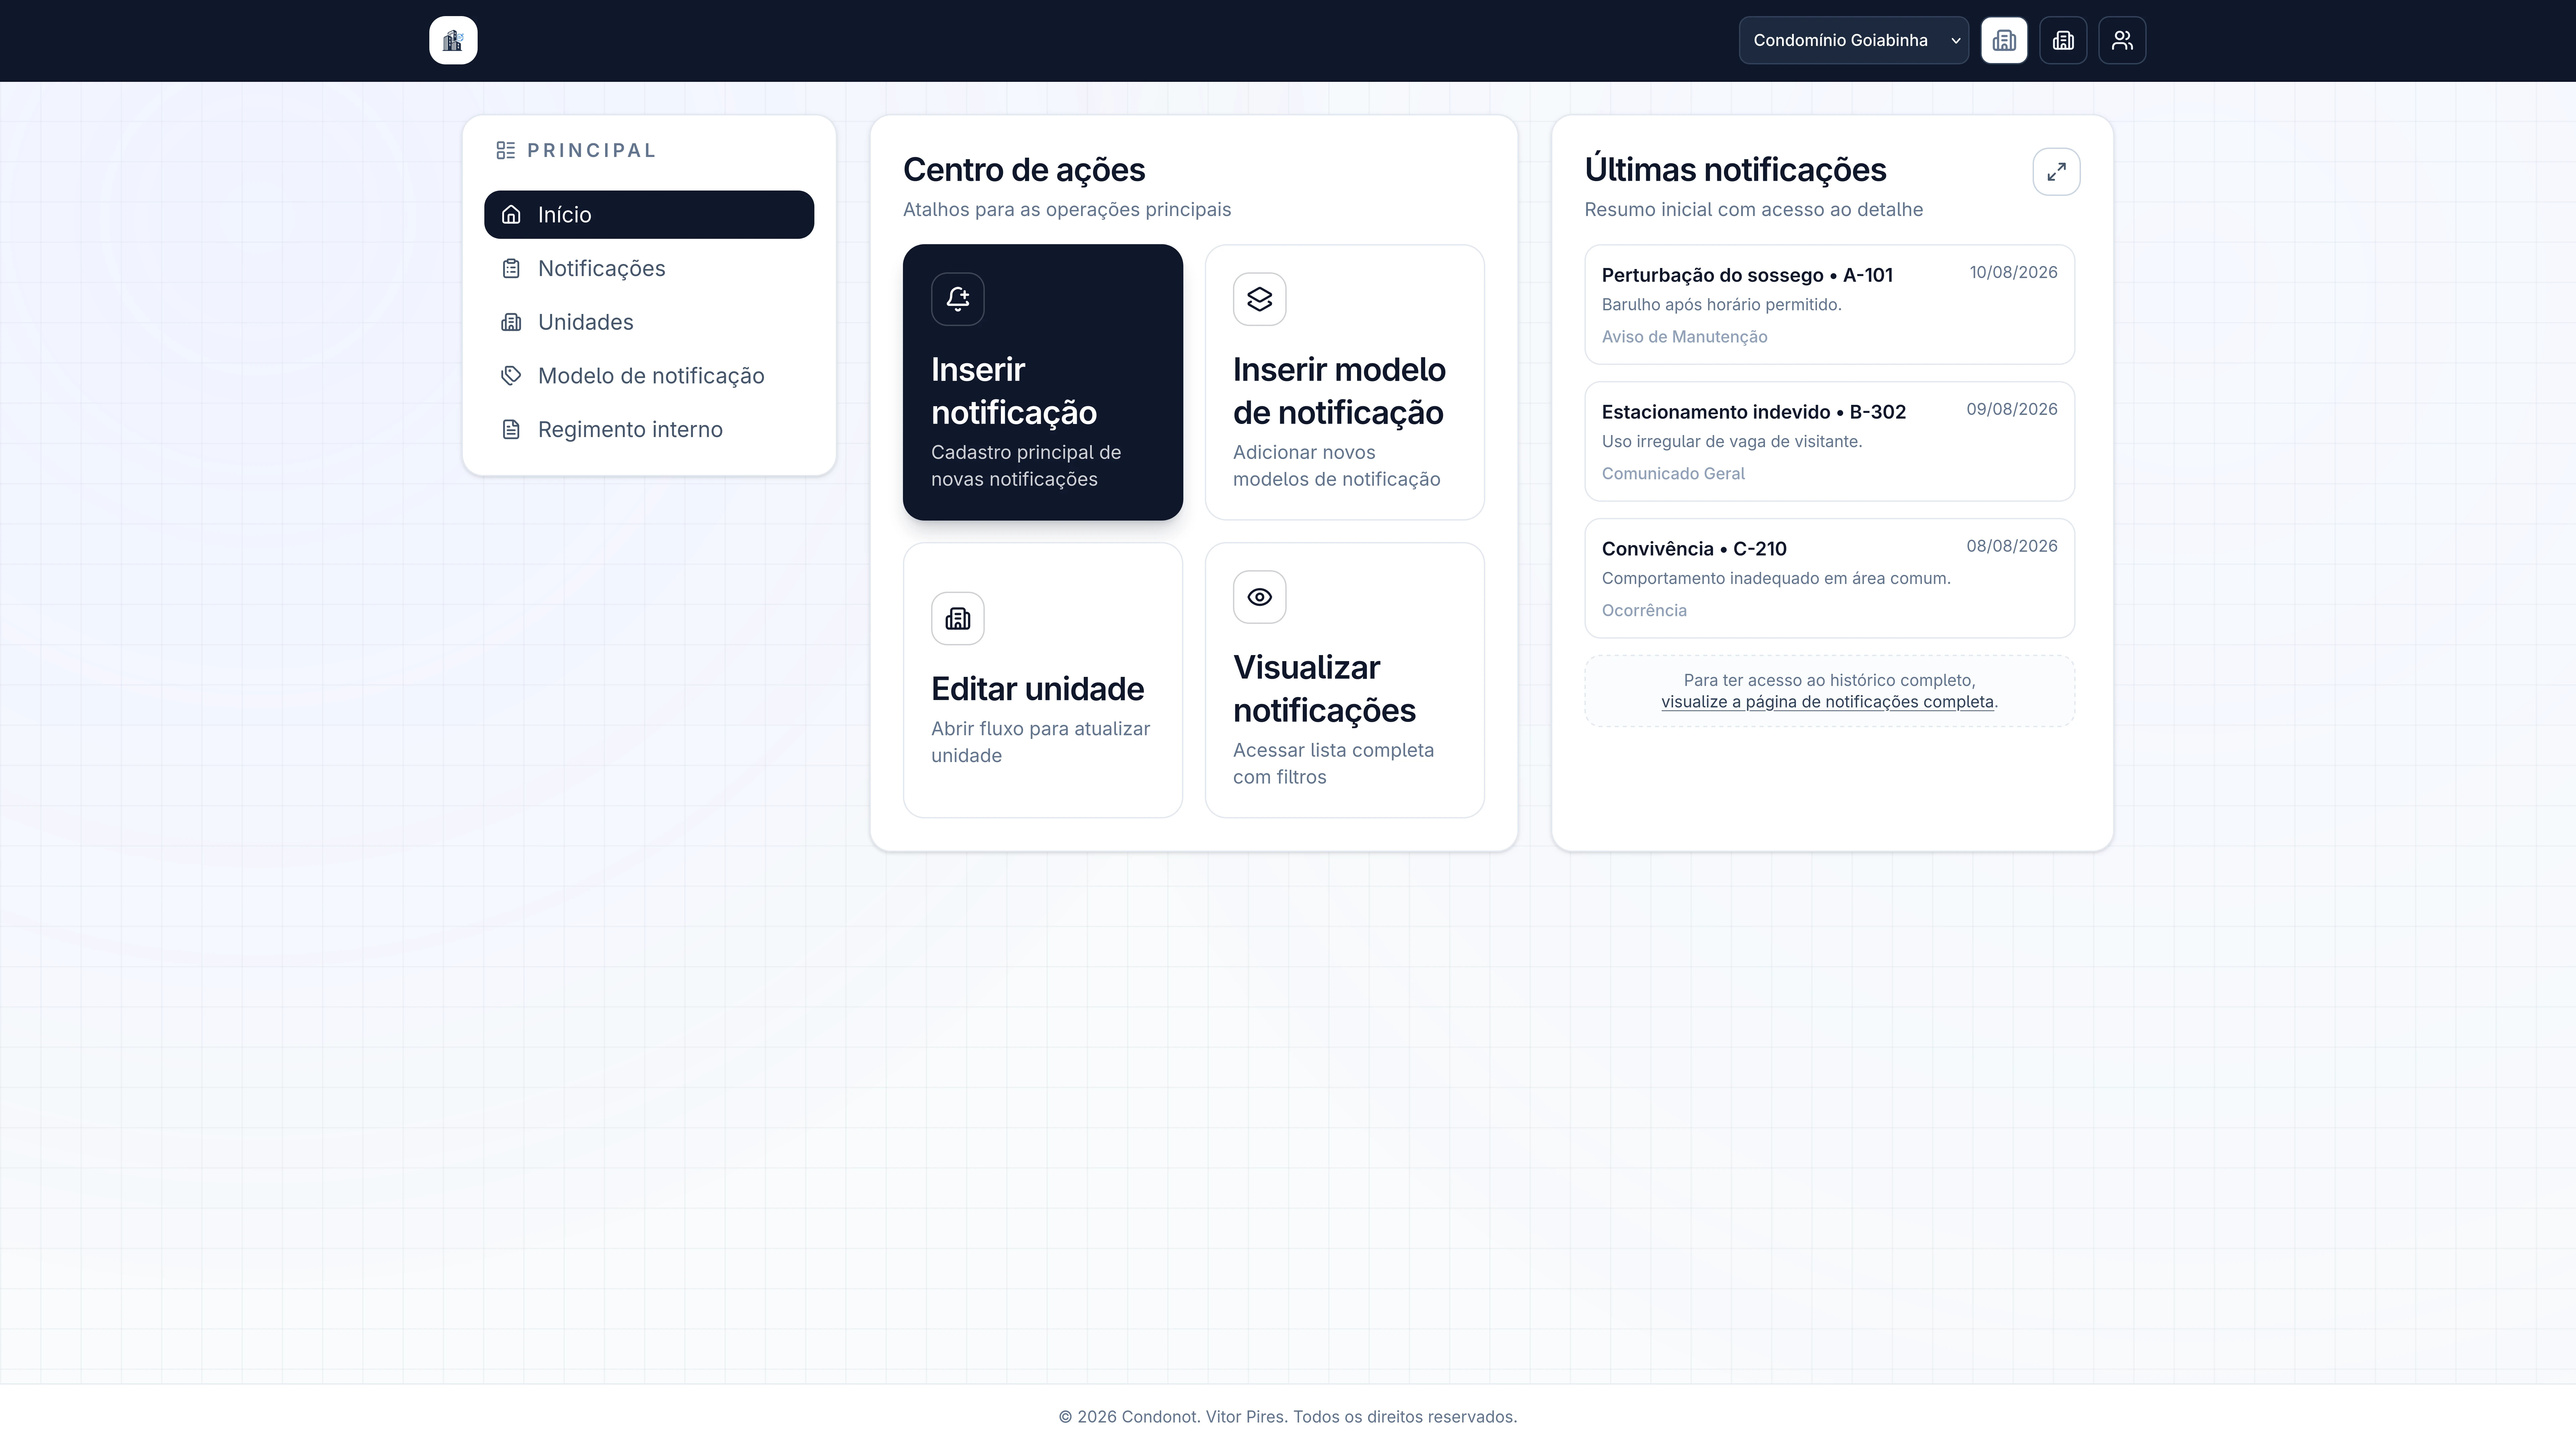 Condomínio Goiabinha
PRINCIPAL
Início
Notificações
Unidades
Modelo de notificação
Regimento interno
Centro de ações
Atalhos para as operações principais
Inserir
notificação
Cadastro principal de
novas notificações
Inserir modelo
de notificação
Adicionar novos
modelos de notificação
Editar unidade
Abrir fluxo para atualizar
unidade
Visualizar
notificações
Acessar lista completa
com filtros
Últimas notificações
Resumo inicial com acesso ao detalhe
Perturbação do sossego • A-101 10/08/2026
Barulho após horário permitido.
Aviso de Manutenção
Estacionamento indevido • B-302 09/08/2026
Uso irregular de vaga de visitante.
Comunicado Geral
Convivência • C-210 08/08/2026
Comportamento inadequado em área comum.
Ocorrência
Para ter acesso ao histórico completo,
visualize a página de notificações completa.
© 2026 Condonot. Vitor Pires. Todos os direitos reservados.